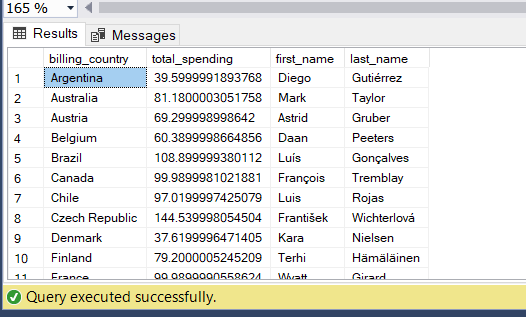 165 %
Results Messages
billing_country total_spending first_name last_name
1 Argentina 39.5999991893768 Diego Gutiérrez
2 Australia 81.1800003051758 Mark Taylor
3 Austria 69.299998998642 Astrid Gruber
4 Belgium 60.3899998664856 Daan Peeters
5 Brazil 108.899999380112 Luís Gonçalves
6 Canada 99.9899981021881 François Tremblay
7 Chile 97.0199997425079 Luis Rojas
8 Czech Republic 144.539998054504 František Wichterlová
9 Denmark 37.6199996471405 Kara Nielsen
10 Finland 79.2000005245209 Terhi Hämäläinen
11 France 99.9899990558624 Wyatt Girard
Query executed successfully.